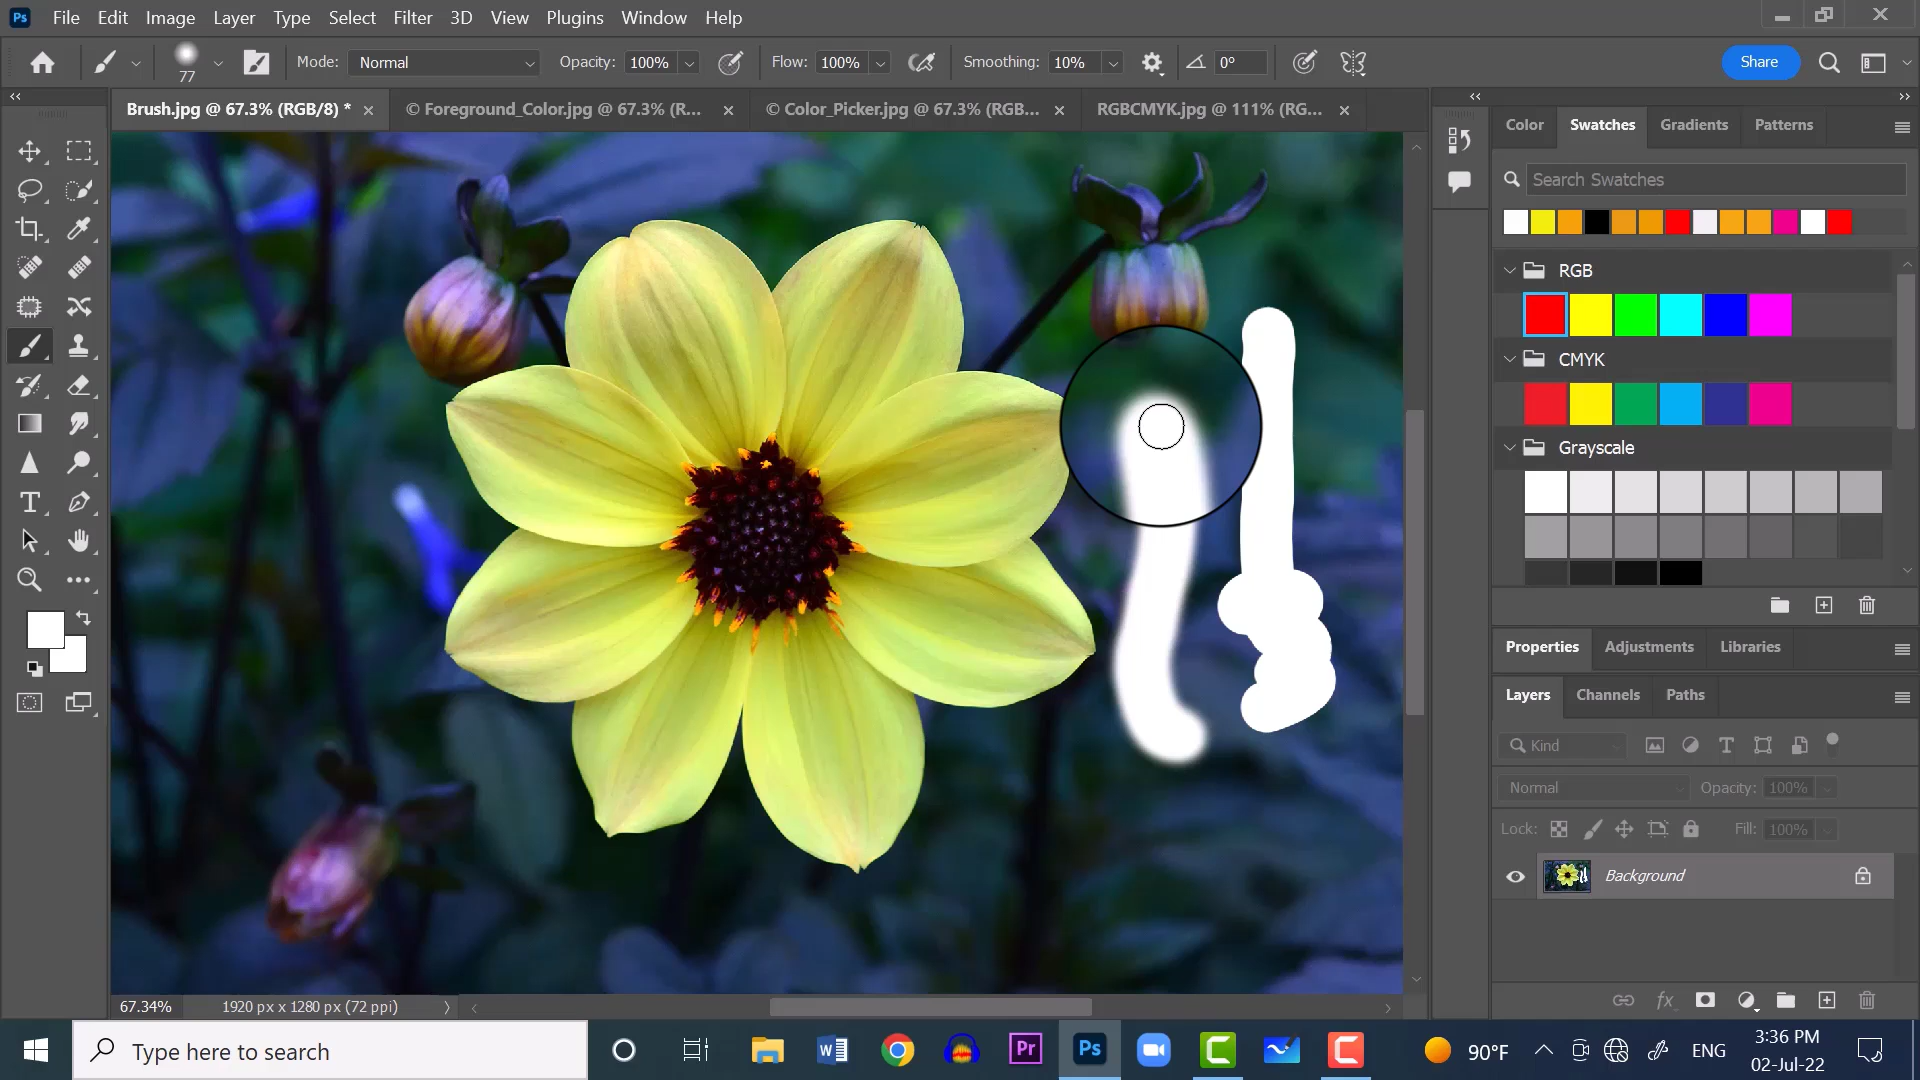 Ps File Edit Image Layer Type Select Filter 3D View Plugins Window Help
77 Mode: Normal Opacity: 100% Flow: 100% Smoothing: 10% 0° Share
Brush.jpg @ 67.3% (RGB/8) * © Foreground_Color.jpg @ 67.3% (R... © Color_Picker.jpg @ 67.3% (RGB... RGBCMYK.jpg @ 111% (RG...
Color Swatches Gradients Patterns
Search Swatches
RGB
CMYK
Grayscale
Properties Adjustments Libraries
Layers Channels Paths
Kind
Normal Opacity: 100%
Lock: Fill: 100%
Background
fx
67.34% 1920 px x 1280 px (72 ppi)
Type here to search
Pr Ps 90°F ENG
3:36 PM
02-Jul-22